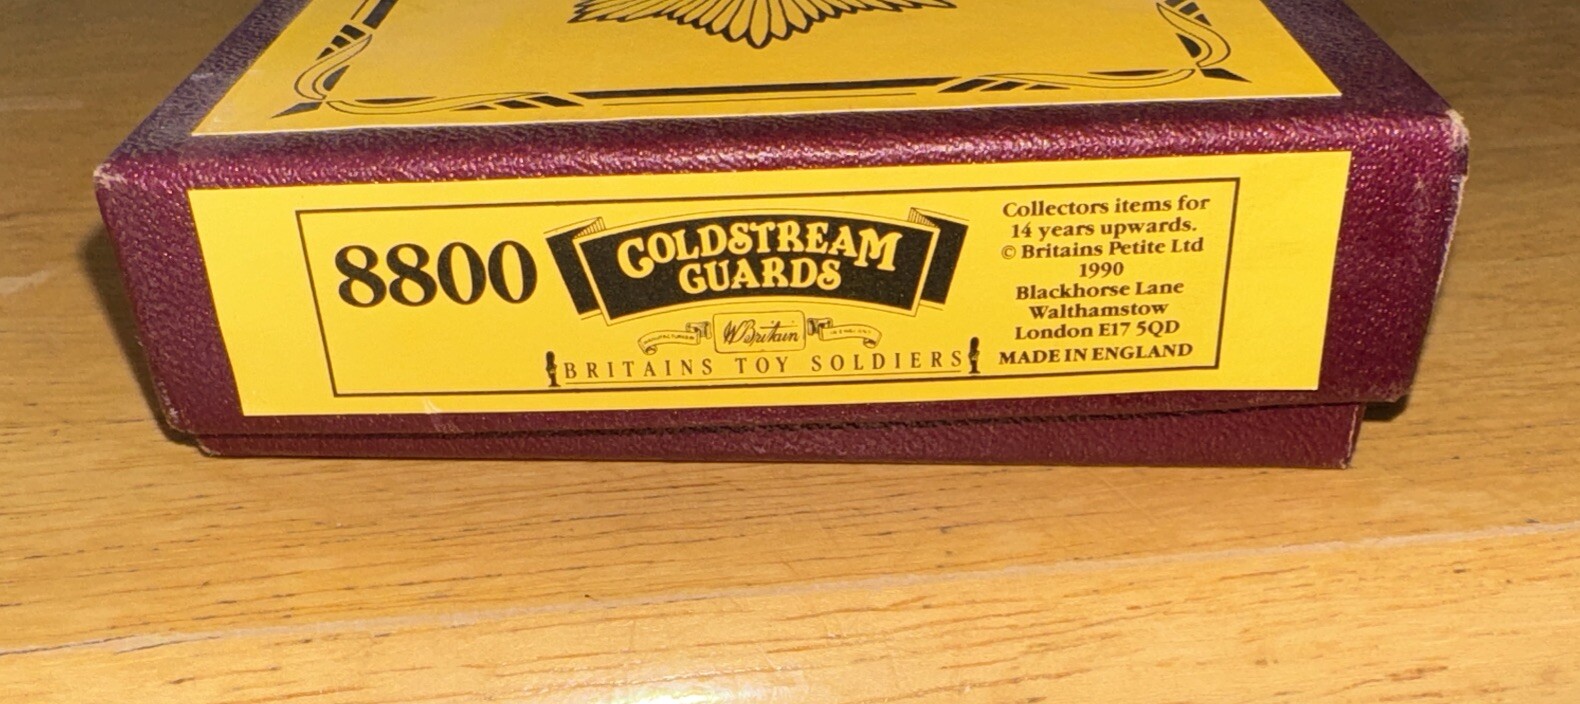 8800
COLDSTREAM
GUARDS
MANUFACTURERS
W Britain
BRITAINS TOY SOLDIERS
Collectors items for
14 years upwards.
© Britains Petite Ltd
1990
Blackhorse Lane
Walthamstow
London E17 5QD
MADE IN ENGLAND